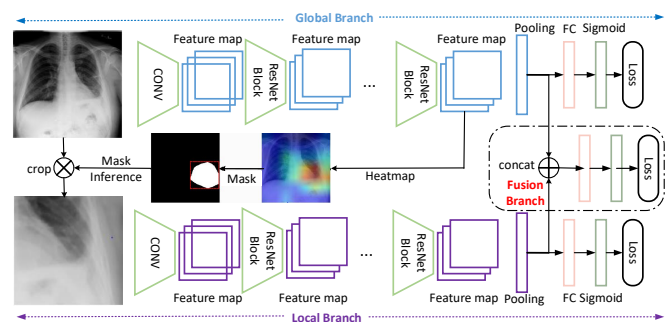 Global Branch
Feature map
Feature map
Feature map
Pooling
FC
Sigmoid
CONV
ResNet
Block
...
ResNet
Block
Loss
crop
Mask
Inference
Mask
Heatmap
concat
Fusion
Branch
Loss
CONV
ResNet
Block
...
ResNet
Block
Loss
Feature map
Feature map
Feature map
Pooling
FC
Sigmoid
Local Branch